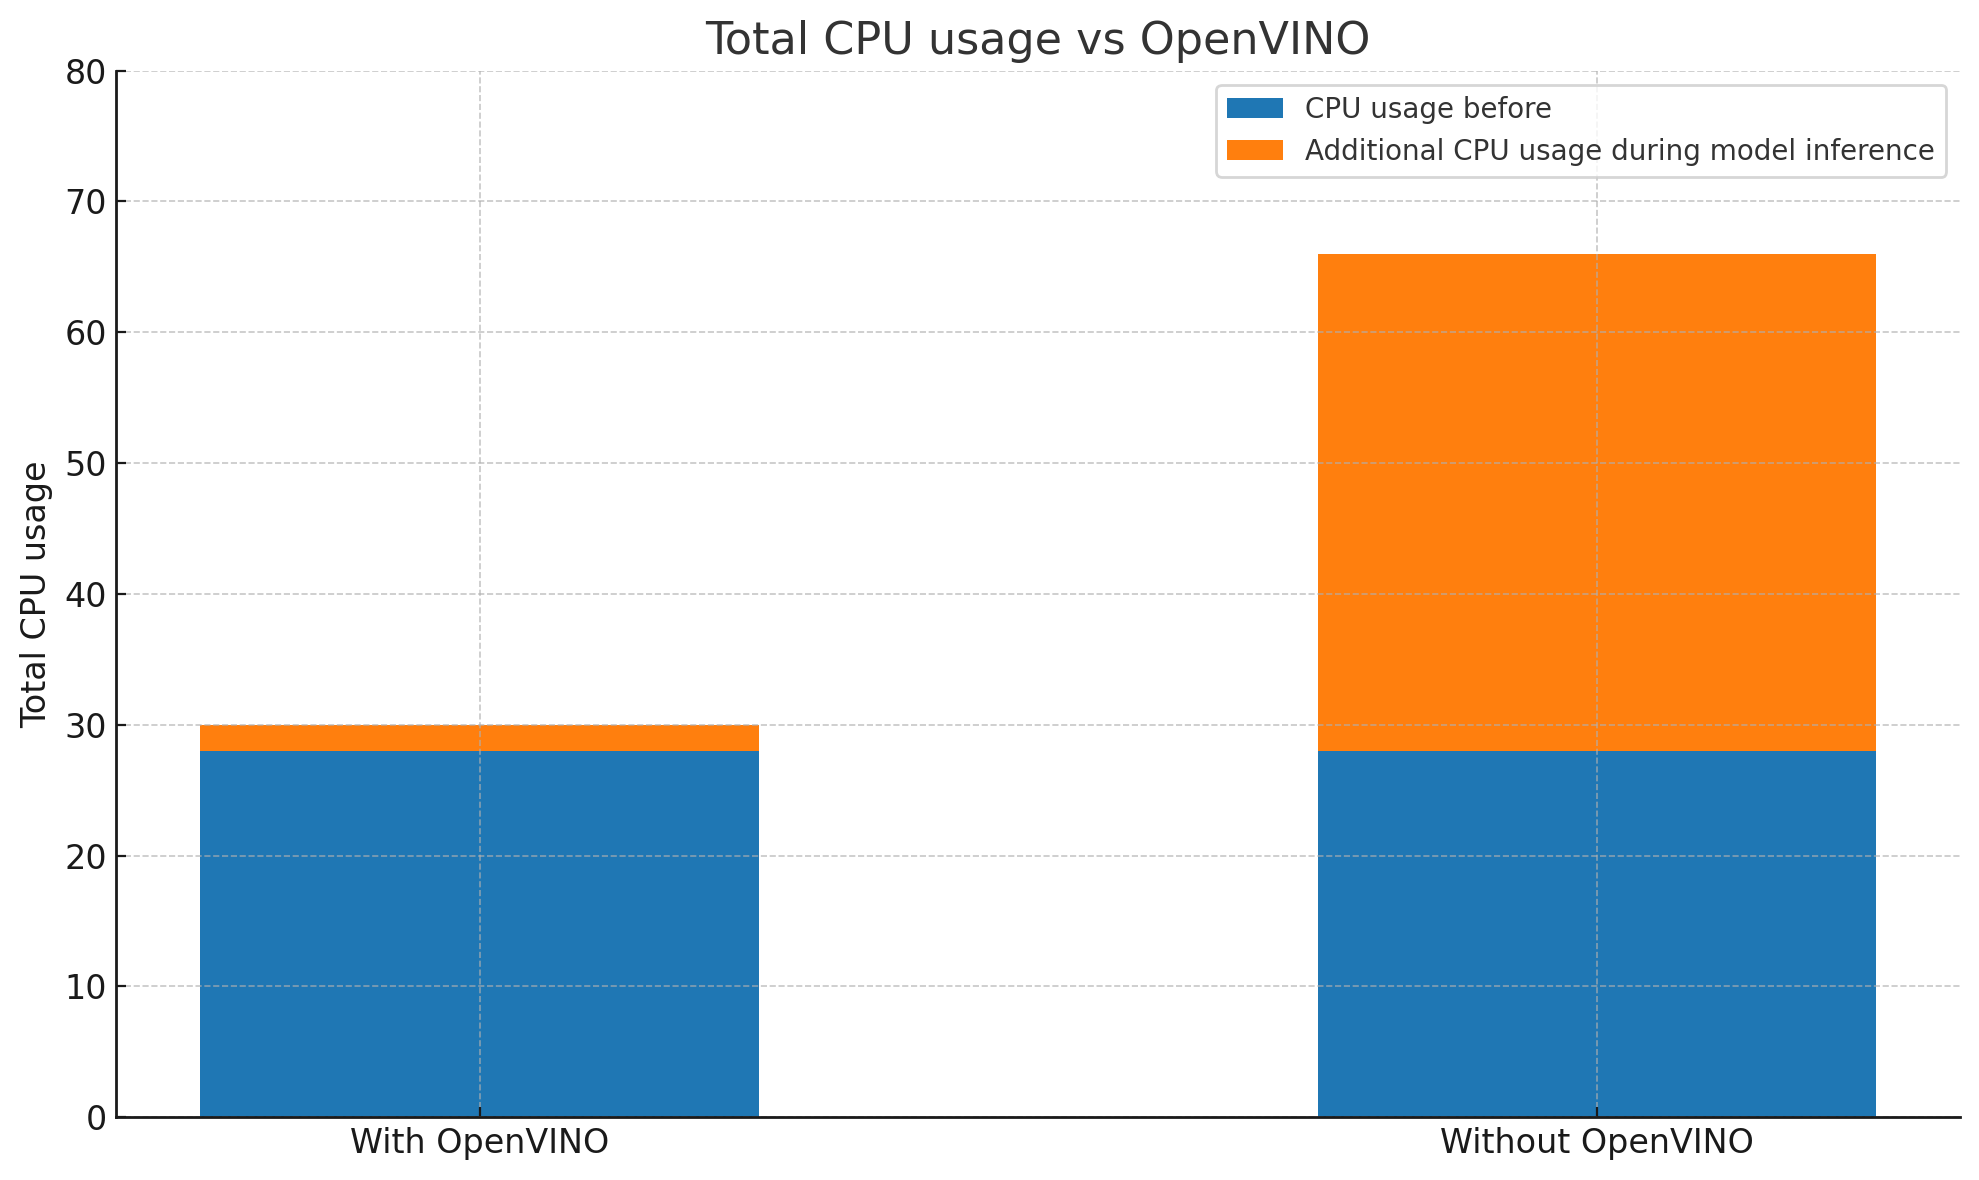 Total CPU usage vs OpenVINO
CPU usage before
Additional CPU usage during model inference
Total CPU usage
80
70
60
50
40
30
20
10
0
With OpenVINO
Without OpenVINO